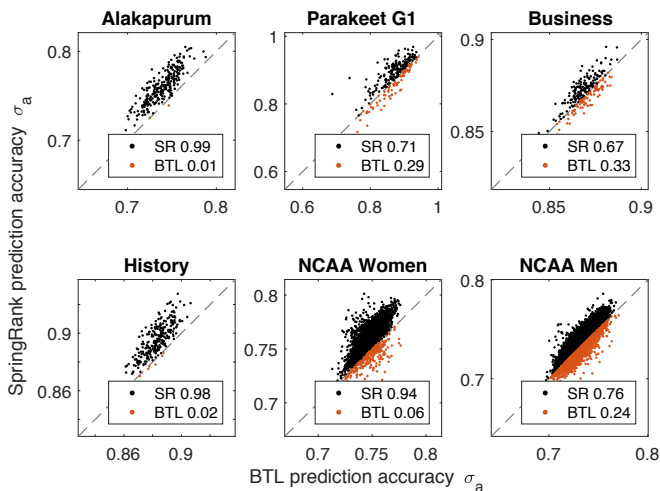 Alakapurum
Parakeet G1
Business
SpringRank prediction accuracy σa
0.8
0.7
0.7
0.8
SR 0.99
BTL 0.01
1
0.8
0.6
0.6
0.8
1
SR 0.71
BTL 0.29
0.9
0.85
0.85
0.9
SR 0.67
BTL 0.33
History
NCAA Women
NCAA Men
0.9
0.86
0.86
0.9
SR 0.98
BTL 0.02
0.8
0.7
0.7
0.8
SR 0.94
BTL 0.06
0.8
0.7
0.7
0.8
SR 0.76
BTL 0.24
BTL prediction accuracy σa